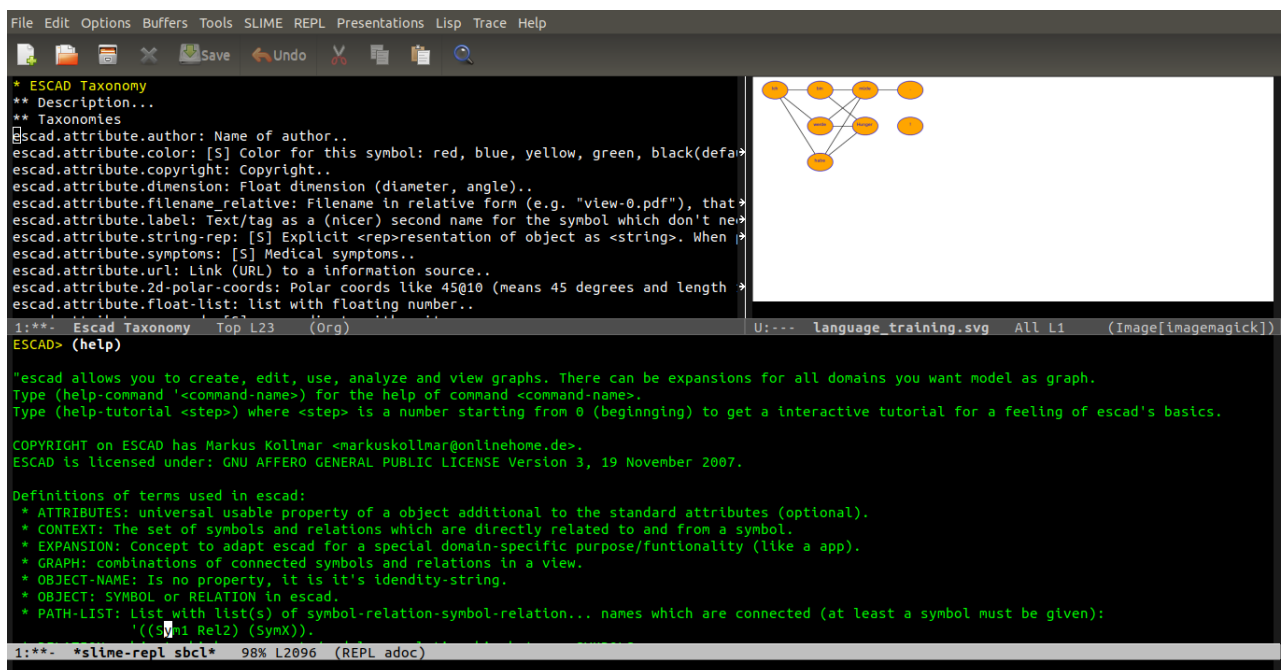 File Edit Options Buffers Tools SLIME REPL Presentations Lisp Trace Help
Save Undo
* ESCAD Taxonomy
** Description...
** Taxonomies
escad.attribute.author: Name of author..
escad.attribute.color: [S] Color for this symbol: red, blue, yellow, green, black(defa
escad.attribute.copyright: Copyright..
escad.attribute.dimension: Float dimension (diameter, angle)..
escad.attribute.filename_relative: Filename in relative form (e.g. "view-0.pdf"), that
escad.attribute.label: Text/tag as a (nicer) second name for the symbol which don't ne
escad.attribute.string-rep: [S] Explicit <rep>resentation of object as <string>. When
escad.attribute.symptoms: [S] Medical symptoms..
escad.attribute.url: Link (URL) to a information source..
escad.attribute.2d-polar-coords: Polar coords like 45@10 (means 45 degrees and length
escad.attribute.float-list: list with floating number..
1:**- Escad Taxonomy Top L23 (Org)
U:--- language_training.svg All L1 (Image[imagemagick])
ESCAD> (help)
"escad allows you to create, edit, use, analyze and view graphs. There can be expansions for all domains you want model as graph.
Type (help-command '<command-name>) for the help of command <command-name>.
Type (help-tutorial <step>) where <step> is a number starting from 0 (beginnging) to get a interactive tutorial for a feeling of escad's basics.
COPYRIGHT on ESCAD has Markus Kollmar <markuskollmar@onlinehome.de>.
ESCAD is licensed under: GNU AFFERO GENERAL PUBLIC LICENSE Version 3, 19 November 2007.
Definitions of terms used in escad:
* ATTRIBUTES: universal usable property of a object additional to the standard attributes (optional).
* CONTEXT: The set of symbols and relations which are directly related to and from a symbol.
* EXPANSION: Concept to adapt escad for a special domain-specific purpose/funtionality (like a app).
* GRAPH: combinations of connected symbols and relations in a view.
* OBJECT-NAME: Is no property, it is it's idendity-string.
* OBJECT: SYMBOL or RELATION in escad.
* PATH-LIST: List with list(s) of symbol-relation-symbol-relation... names which are connected (at least a symbol must be given):
'((Sym1 Rel2) (SymX)).
1:**- *slime-repl sbcl* 98% L2096 (REPL adoc)